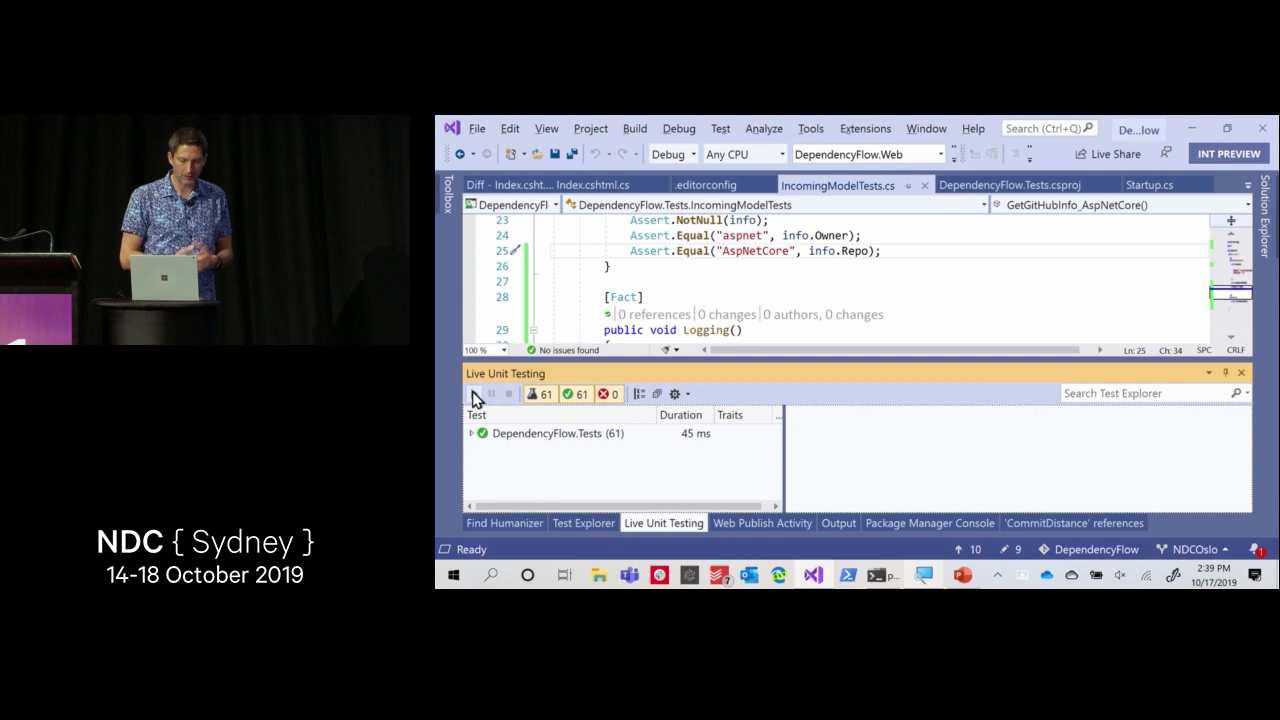 File Edit View Project Build Debug Test Analyze Tools Extensions Window Help Search (Ctrl+Q) De...low
Debug Any CPU DependencyFlow.Web Live Share INT PREVIEW
Toolbox
Solution Explorer
Diff - Index.csht... Index.cshtml.cs .editorconfig IncomingModelTests.cs DependencyFlow.Tests.csproj Startup.cs
DependencyFl DependencyFlow.Tests.IncomingModelTests GetGitHubInfo_AspNetCore()
23 Assert.NotNull(info);
24 Assert.Equal("aspnet", info.Owner);
25 Assert.Equal("AspNetCore", info.Repo);
26 }
27
28 [Fact]
0 references| 0 changes| 0 authors, 0 changes
29 public void Logging()
100 % No issues found Ln: 25 Ch: 34 SPC CRLF
Live Unit Testing
61 61 0 Search Test Explorer
Test Duration Traits ...
DependencyFlow.Tests (61) 45 ms
Find Humanizer Test Explorer Live Unit Testing Web Publish Activity Output Package Manager Console 'CommitDistance' references
Ready 10 9 DependencyFlow NDCOslo 1
7 p... 2:39 PM
10/17/2019
NDC { Sydney }
14-18 October 2019